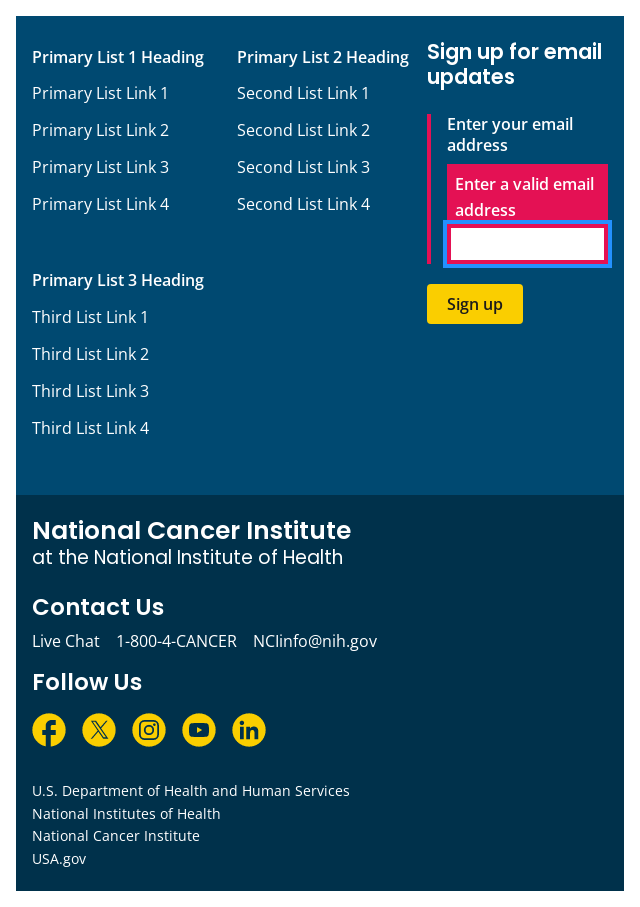 Primary List 1 Heading
Primary List Link 1
Primary List Link 2
Primary List Link 3
Primary List Link 4
Primary List 2 Heading
Second List Link 1
Second List Link 2
Second List Link 3
Second List Link 4
Primary List 3 Heading
Third List Link 1
Third List Link 2
Third List Link 3
Third List Link 4
Sign up for email
updates
Enter your email
address
Enter a valid email
address
Sign up
National Cancer Institute
at the National Institute of Health
Contact Us
Live Chat 1-800-4-CANCER NCIinfo@nih.gov
Follow Us
U.S. Department of Health and Human Services
National Institutes of Health
National Cancer Institute
USA.gov